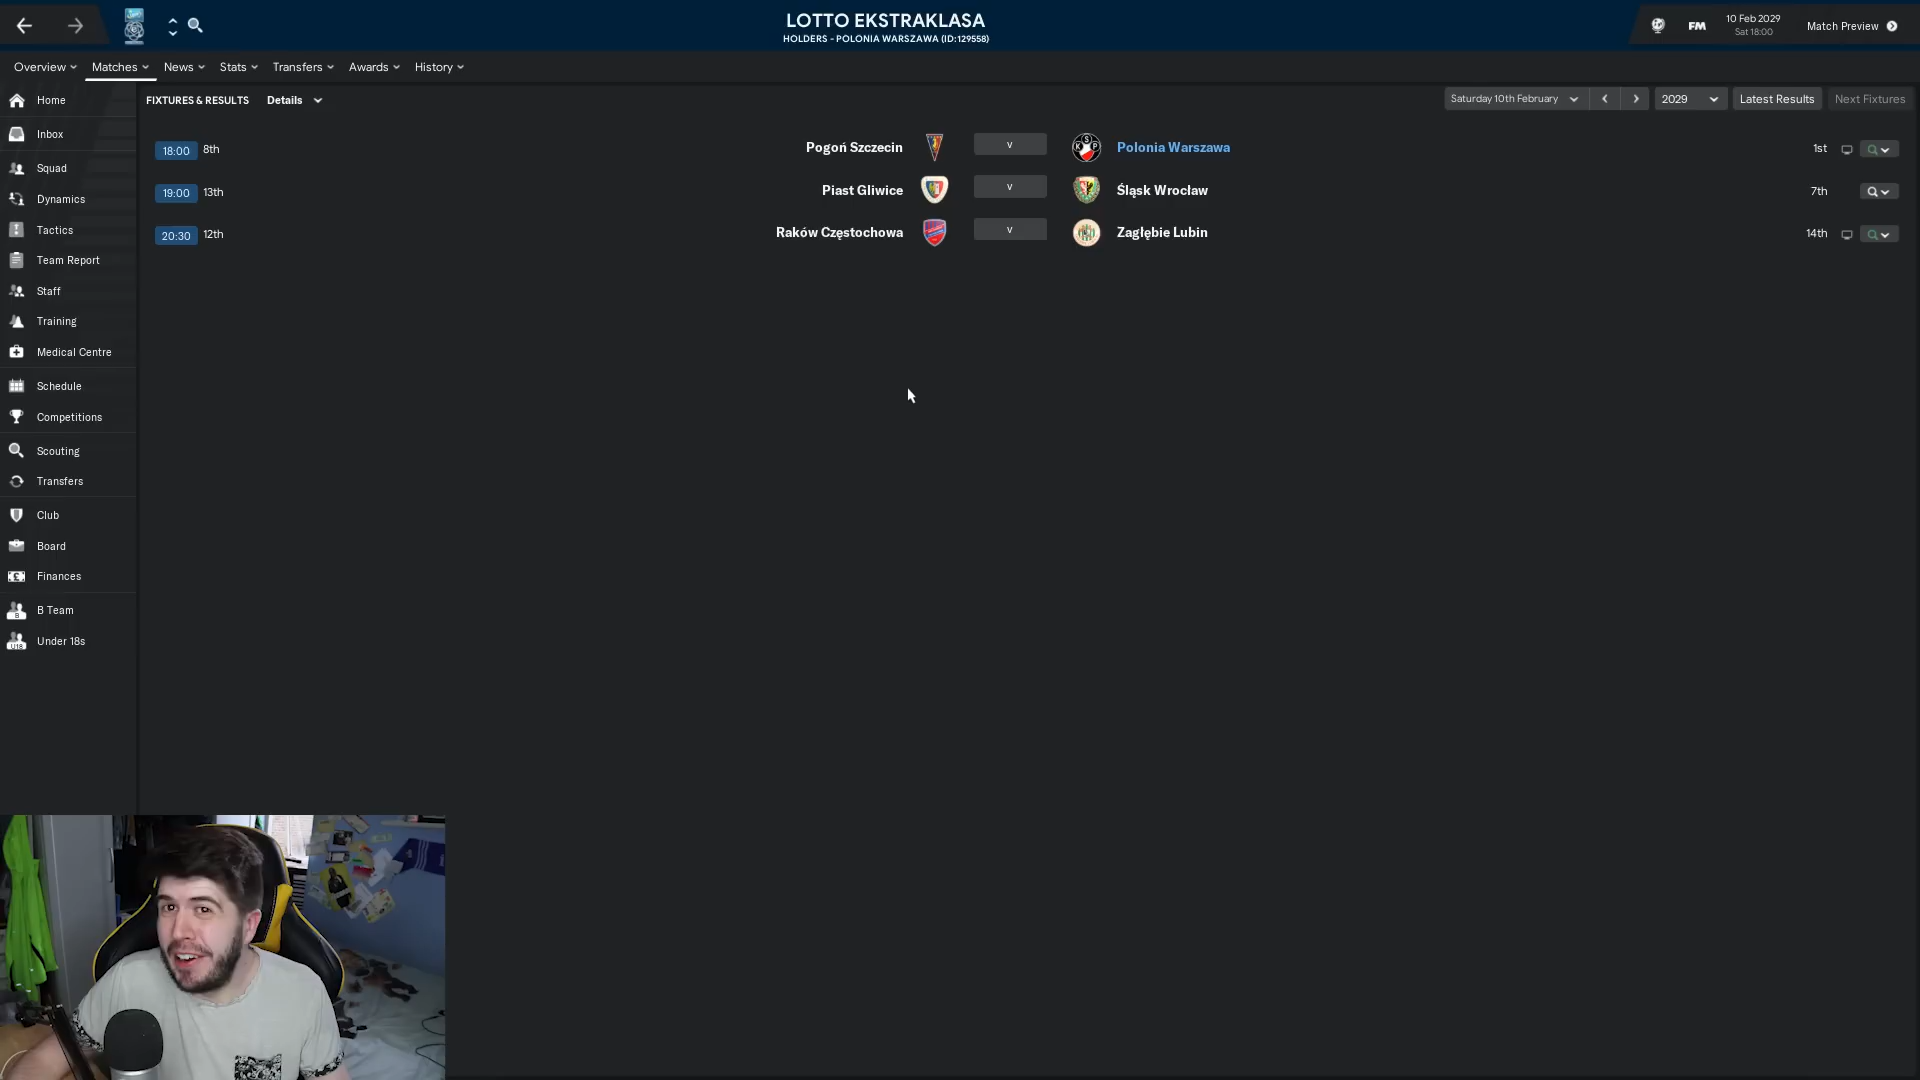 LOTTO EKSTRAKLASA
HOLDERS - POLONIA WARSZAWA (ID:129558)
FM
10 Feb 2029
Sat 18:00
Match Preview
Overview
Matches
News
Stats
Transfers
Awards
History
Home
Inbox
Squad
Dynamics
Tactics
Team Report
Staff
Training
Medical Centre
Schedule
Competitions
Scouting
Transfers
Club
Board
Finances
B Team
Under 18s
FIXTURES & RESULTS
Details
Saturday 10th February
2029
Latest Results
Next Fixtures
18:00 8th Pogoń Szczecin v Polonia Warszawa 1st
19:00 13th Piast Gliwice v Śląsk Wrocław 7th
20:30 12th Raków Częstochowa v Zagłębie Lubin 14th